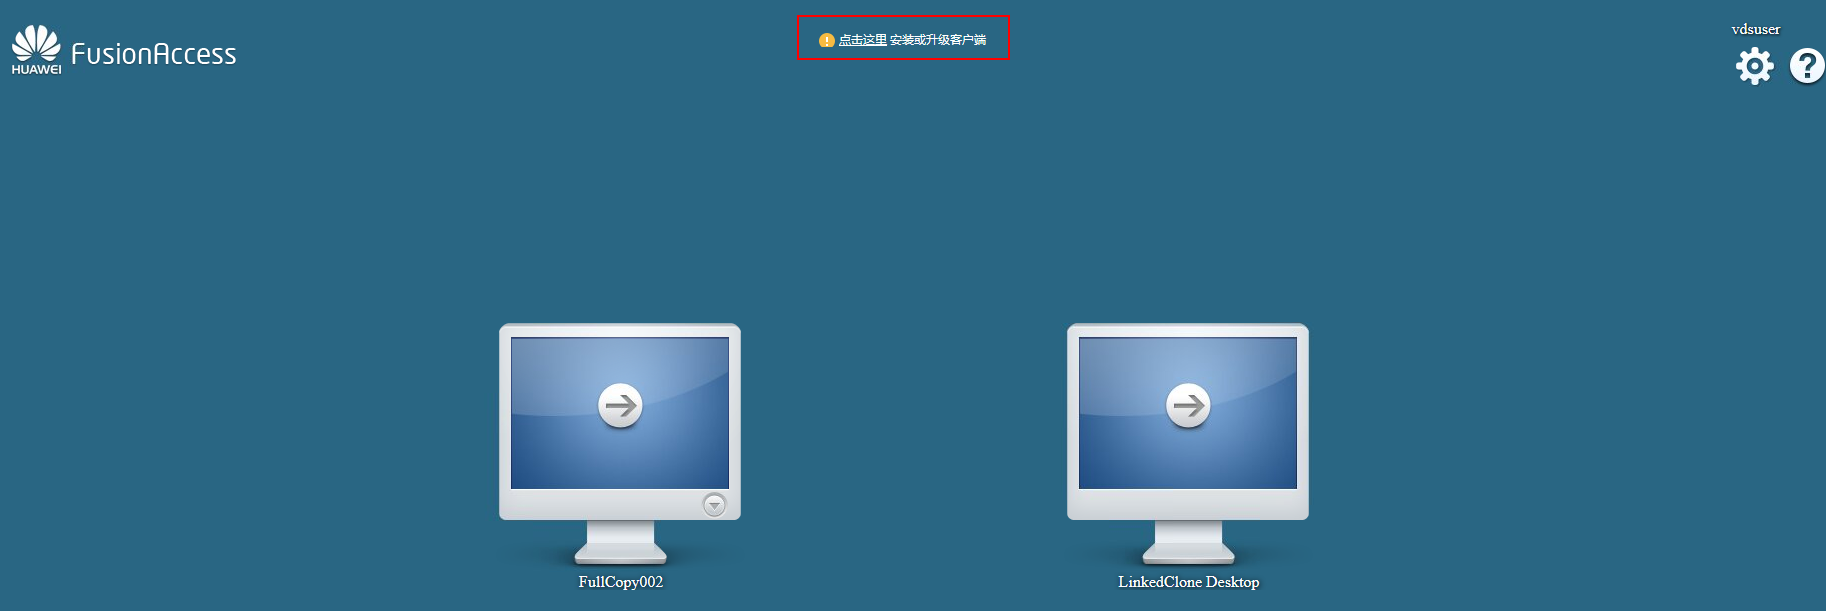 点击这里 安装或升级客户端
vdsuser
HUAWEI
FusionAccess
FullCopy002
LinkedClone Desktop